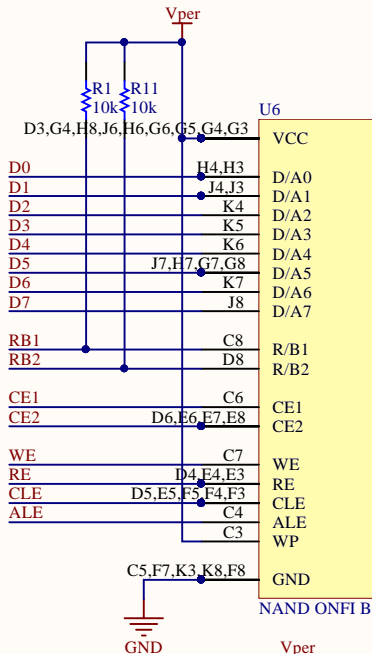 Vper
R1 R11
10k 10k
U6
D3,G4,H8,J6,H6,G6,G5,G4,G3 VCC
D0 H4,H3 D/A0
D1 J4,J3 D/A1
D2 K4 D/A2
D3 K5 D/A3
D4 K6 D/A4
D5 J7,H7,G7,G8 D/A5
D6 K7 D/A6
D7 J8 D/A7
RB1 C8 R/B1
RB2 D8 R/B2
CE1 C6 CE1
CE2 D6,E6,E7,E8 CE2
WE C7 WE
RE D4,E4,E3 RE
CLE D5,E5,F5,F4,F3 CLE
ALE C4 ALE
C3 WP
C5,F7,K3,K8,F8 GND
NAND ONFI B
GND Vper